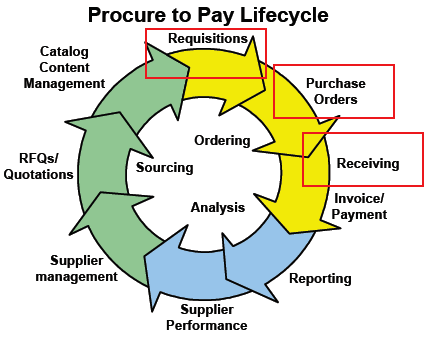 Procure to Pay Lifecycle
Requisitions
Catalog
Content
Management
Purchase
Orders
Ordering
RFQs/
Quotations
Sourcing
Receiving
Analysis
Invoice/
Payment
Supplier
management
Reporting
Supplier
Performance